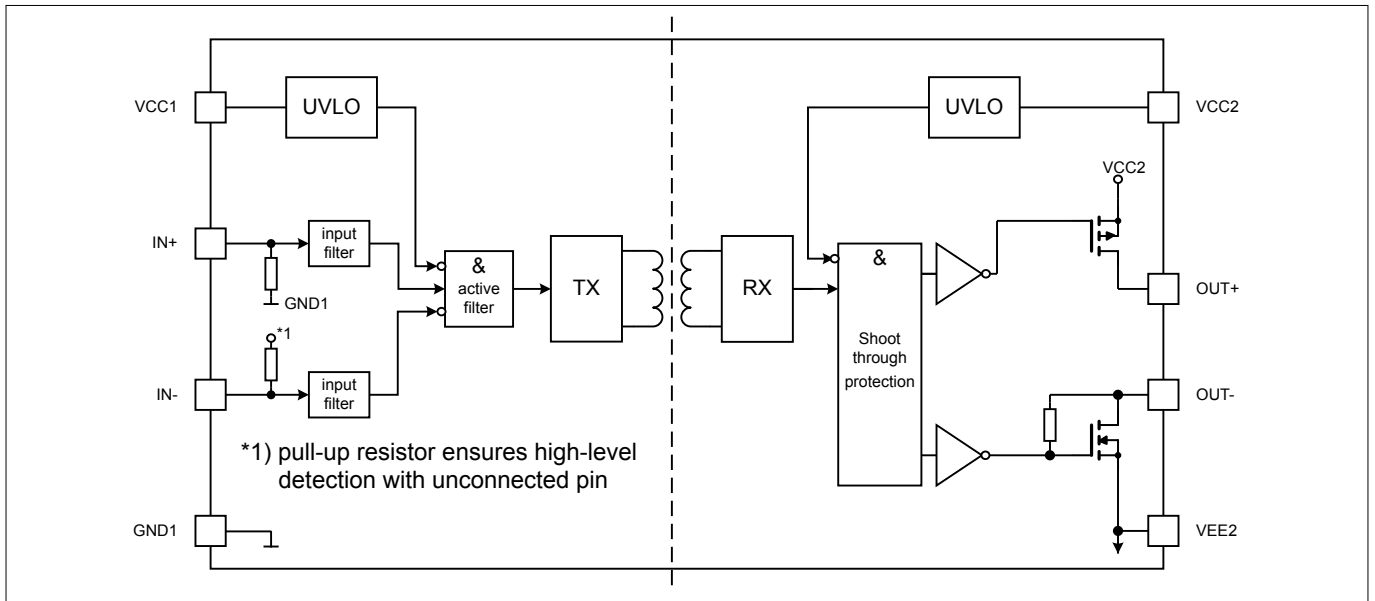 VCC1
UVLO
UVLO
VCC2
VCC2
IN+
input
filter
GND1
&
active
filter
TX
RX
&
Shoot
through
protection
OUT+
*1
IN-
input
filter
OUT-
*1) pull-up resistor ensures high-level
detection with unconnected pin
GND1
VEE2